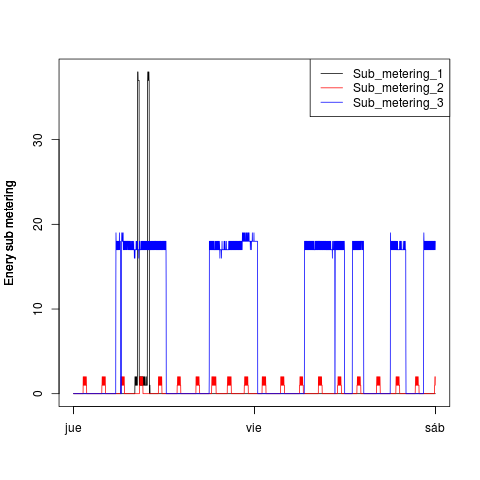 Sub_metering_1
Sub_metering_2
Sub_metering_3
Enery sub metering
30
20
10
0
jue vie sáb